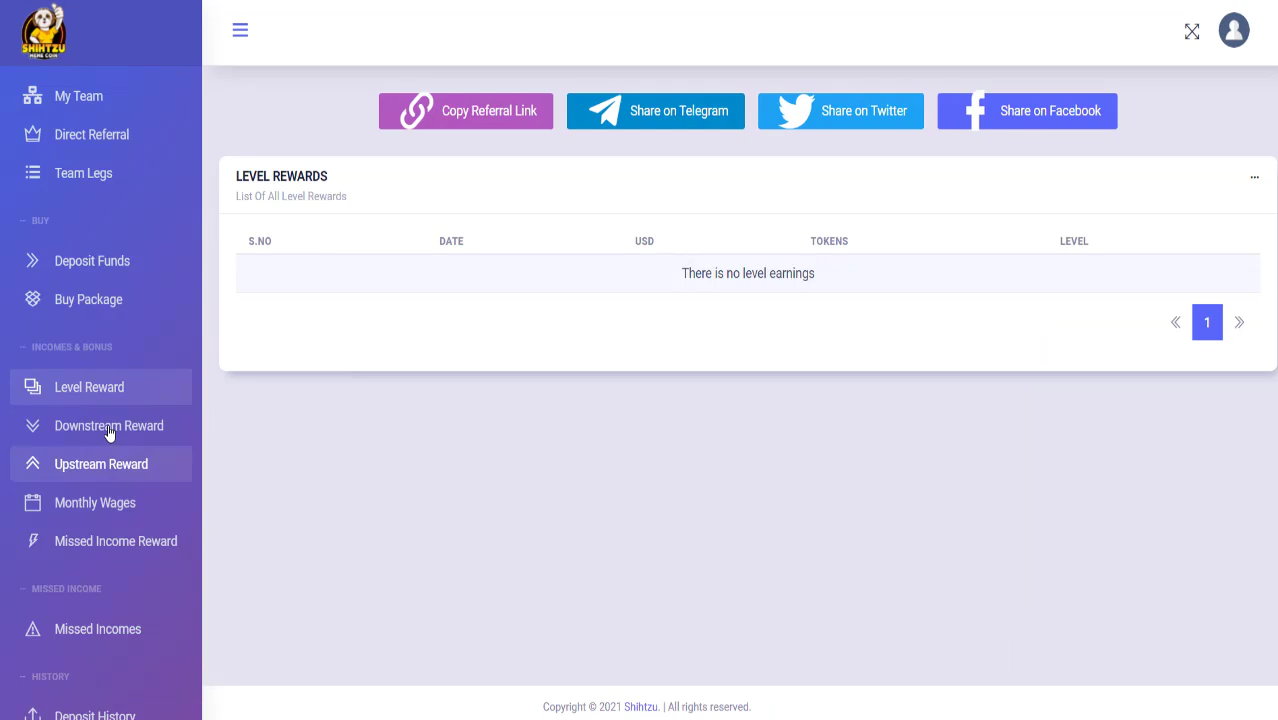 SHIHTZU
MEME COIN
My Team
Direct Referral
Team Legs
BUY
Deposit Funds
Buy Package
INCOMES & BONUS
Level Reward
Downstream Reward
Upstream Reward
Monthly Wages
Missed Income Reward
MISSED INCOME
Missed Incomes
HISTORY
Deposit History
Copy Referral Link Share on Telegram Share on Twitter Share on Facebook
LEVEL REWARDS
List Of All Level Rewards
S.NO DATE USD TOKENS LEVEL
There is no level earnings
« 1 »
Copyright © 2021 Shihtzu. | All rights reserved.